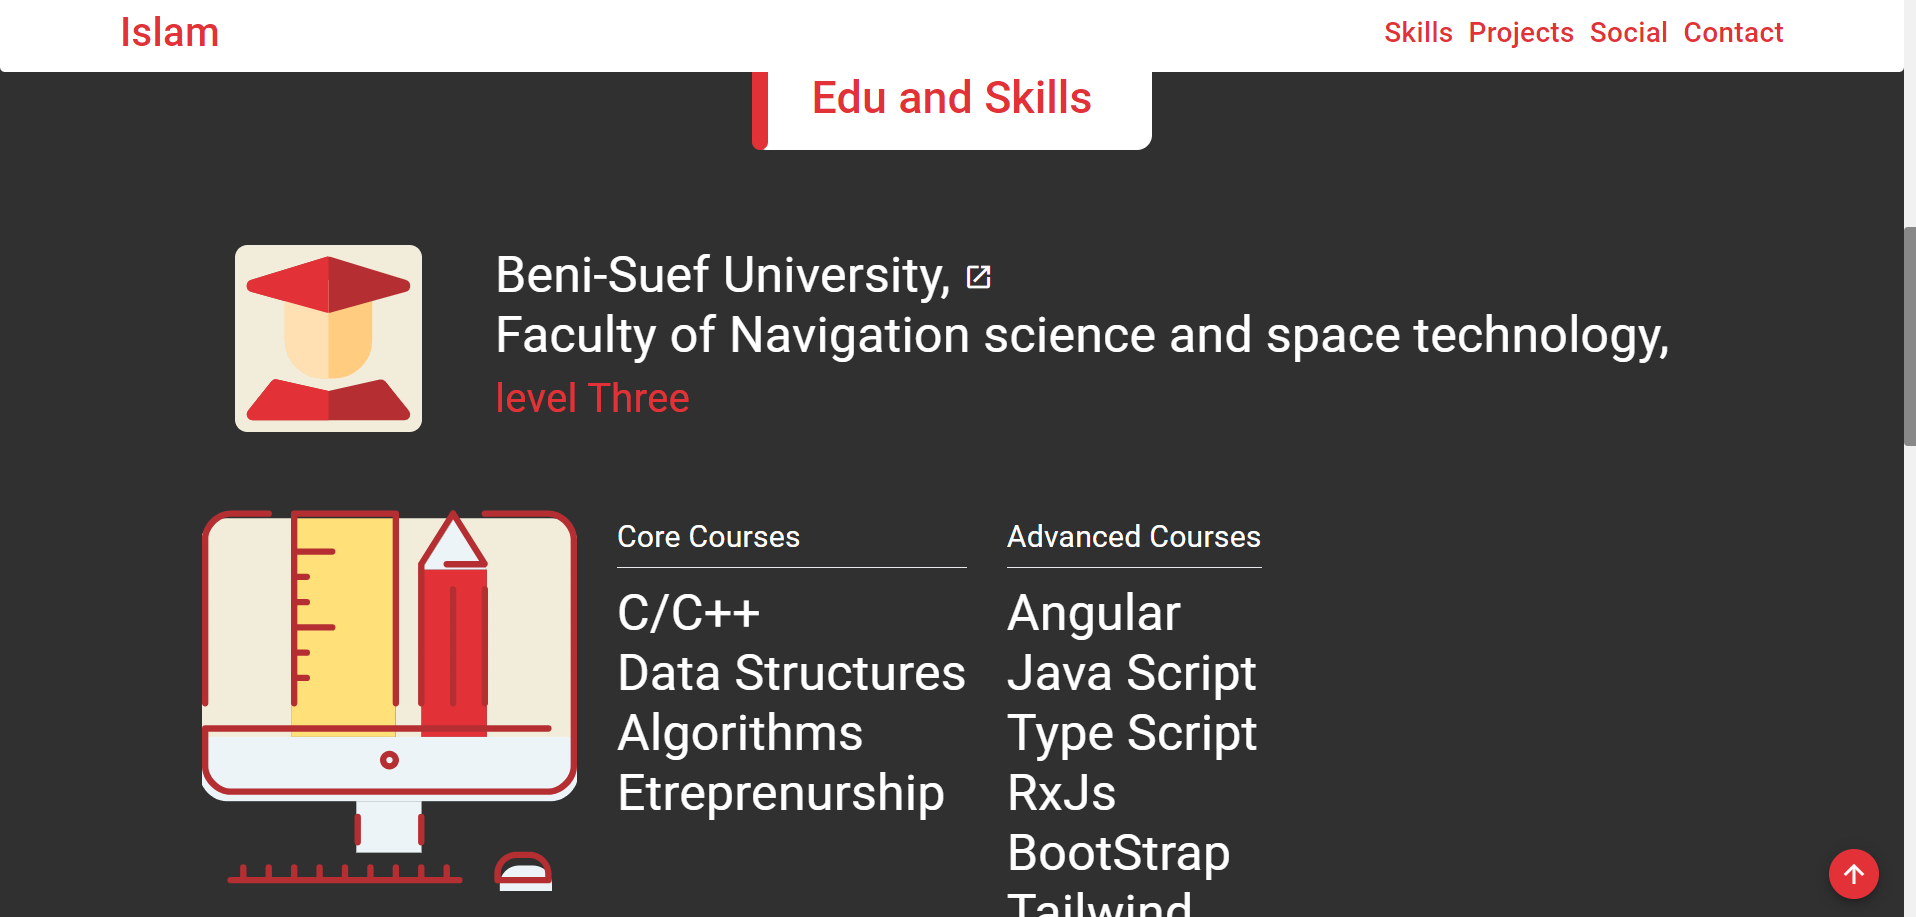 Islam
Skills Projects Social Contact
Edu and Skills
Beni-Suef University,
Faculty of Navigation science and space technology,
level Three
Core Courses
C/C++
Data Structures
Algorithms
Etreprenurship
Advanced Courses
Angular
Java Script
Type Script
RxJs
BootStrap
Tailwind